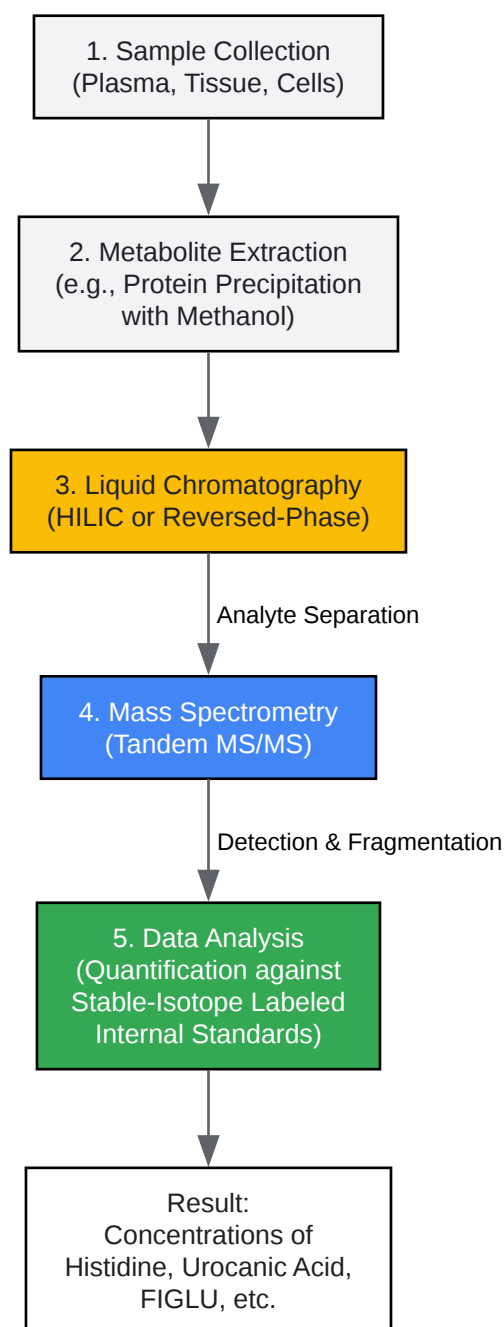 1. Sample Collection
(Plasma, Tissue, Cells)
2. Metabolite Extraction
(e.g., Protein Precipitation
with Methanol)
3. Liquid Chromatography
(HILIC or Reversed-Phase)
Analyte Separation
4. Mass Spectrometry
(Tandem MS/MS)
Detection & Fragmentation
5. Data Analysis
(Quantification against
Stable-Isotope Labeled
Internal Standards)
Result:
Concentrations of
Histidine, Urocanic Acid,
FIGLU, etc.